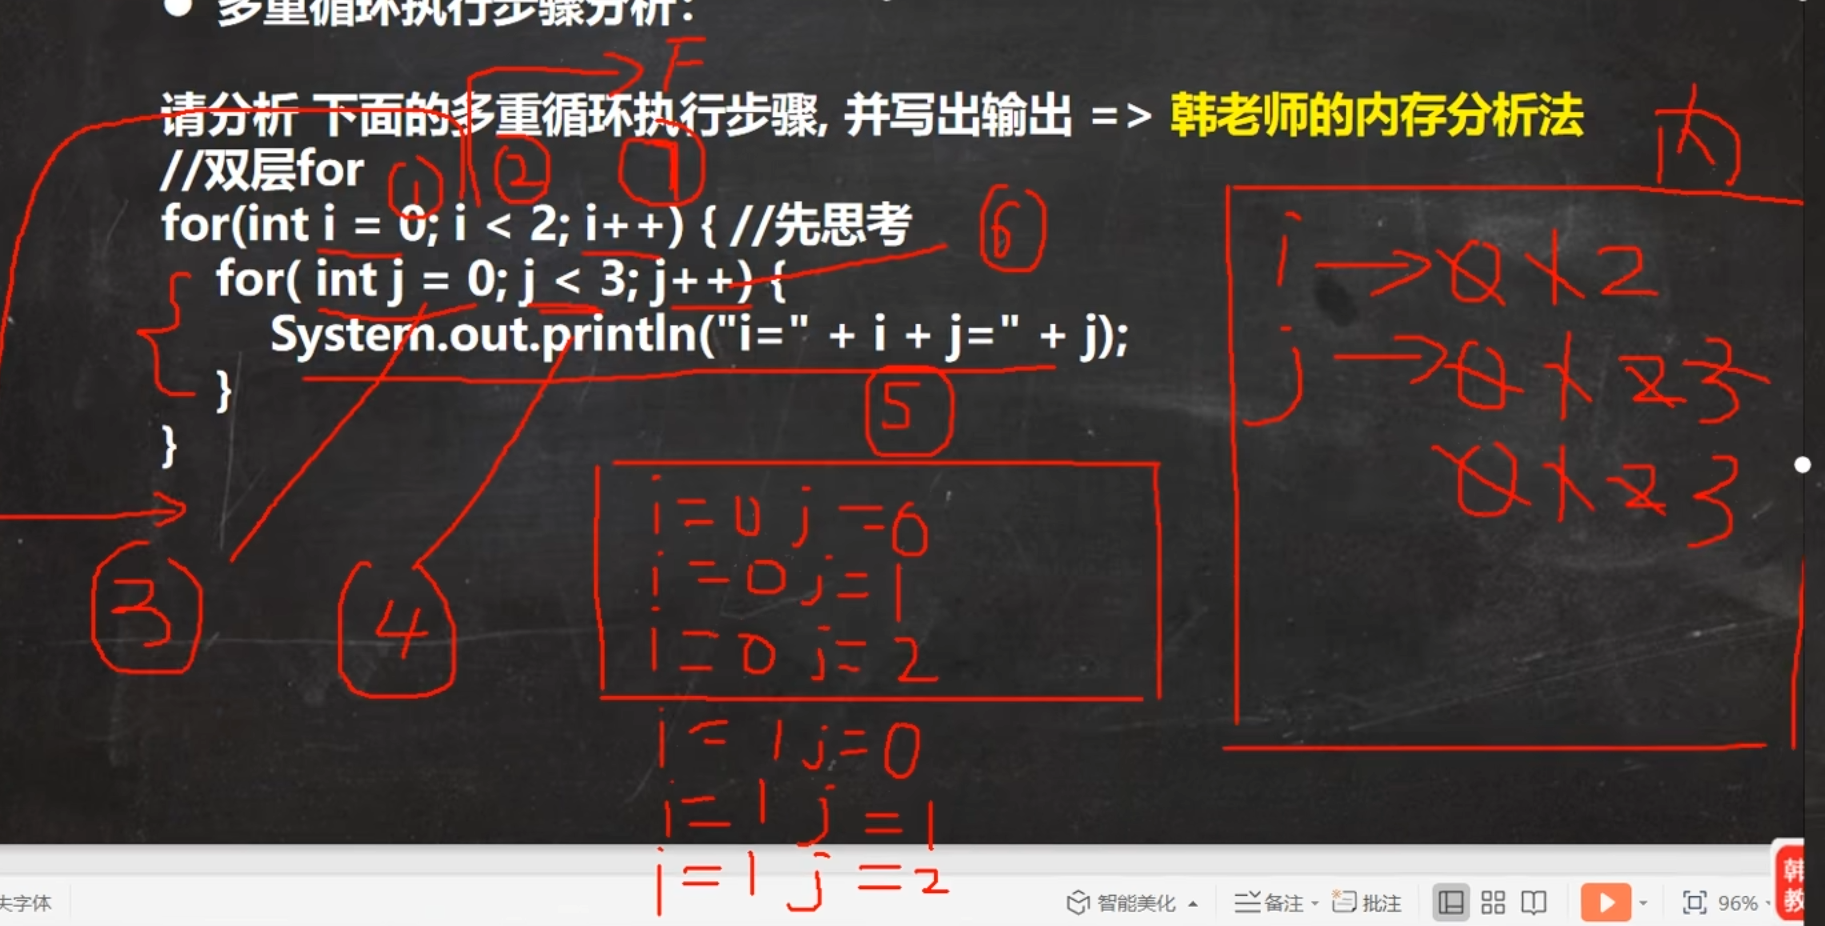 多重循环执行步骤分析：
F
请分析 下面的多重循环执行步骤, 并写出输出 => 韩老师的内存分析法
内
//双层for
① ② ⑦
for(int i = 0; i < 2; i++) { //先思考
⑥
for( int j = 0; j < 3; j++) {
System.out.println("i=" + i + j=" + j);
}
⑤
}
③ ④
i=0 j=0
i=0 j=1
i=0 j=2
i=1 j=0
i=1 j=1
i=1 j=2
i→0 1 2
j→0 1 2 3
0 1 2 3
失字体
智能美化
备注
批注
96%
韩
教